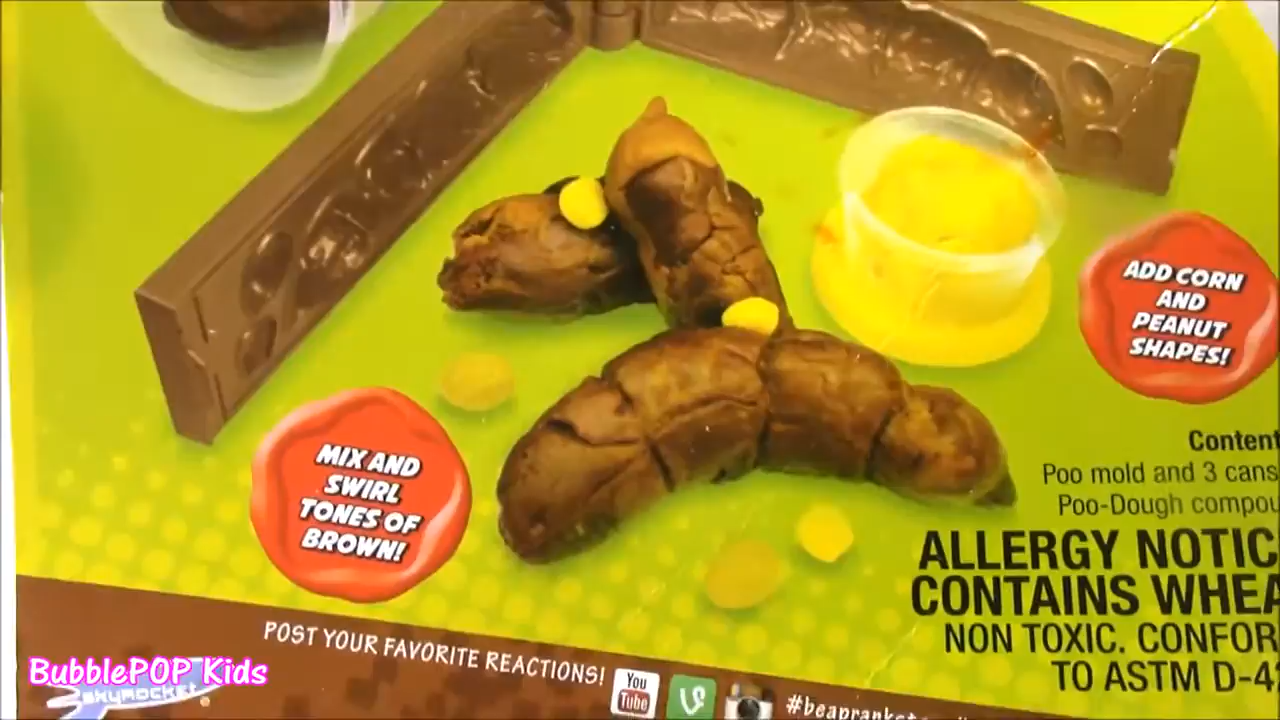 ADD CORN
AND
PEANUT
SHAPES!
MIX AND
SWIRL
TONES OF
BROWN!
Content
Poo mold and 3 cans
Poo-Dough compou
ALLERGY NOTIC
CONTAINS WHEA
NON TOXIC. CONFOR
TO ASTM D-4
POST YOUR FAVORITE REACTIONS!
You
Tube
#beaprankst
BubblePOP Kids
SKYROCKET